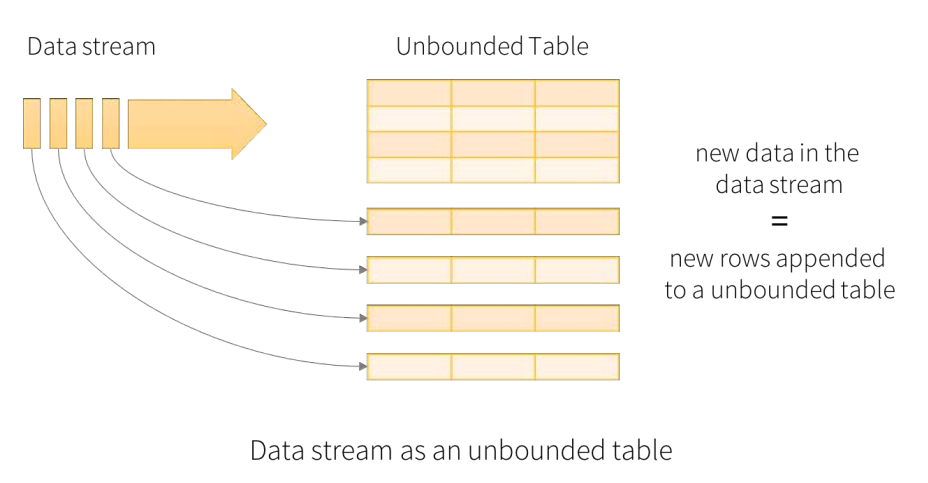 Data stream
Unbounded Table
new data in the
data stream
=
new rows appended
to a unbounded table
Data stream as an unbounded table